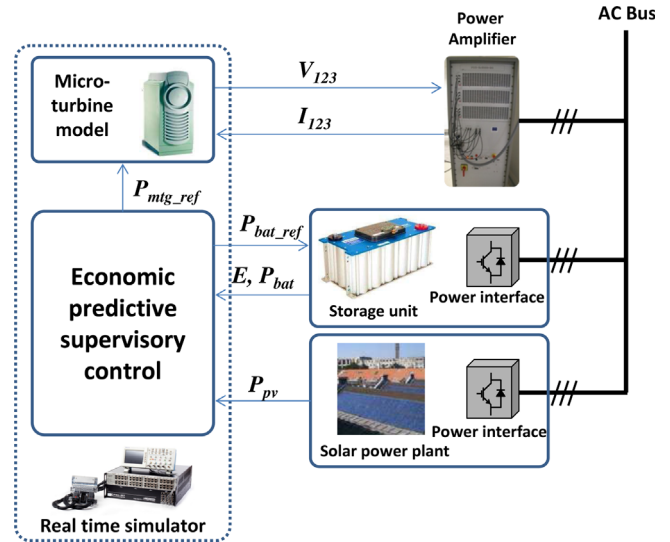 AC Bus
Power
Amplifier
Micro-
turbine
model
V123
I123
Pmtg_ref
Pbat_ref
E, Pbat
Economic
predictive
supervisory
control
Power interface
Storage unit
Ppv
Power interface
Solar power plant
Real time simulator